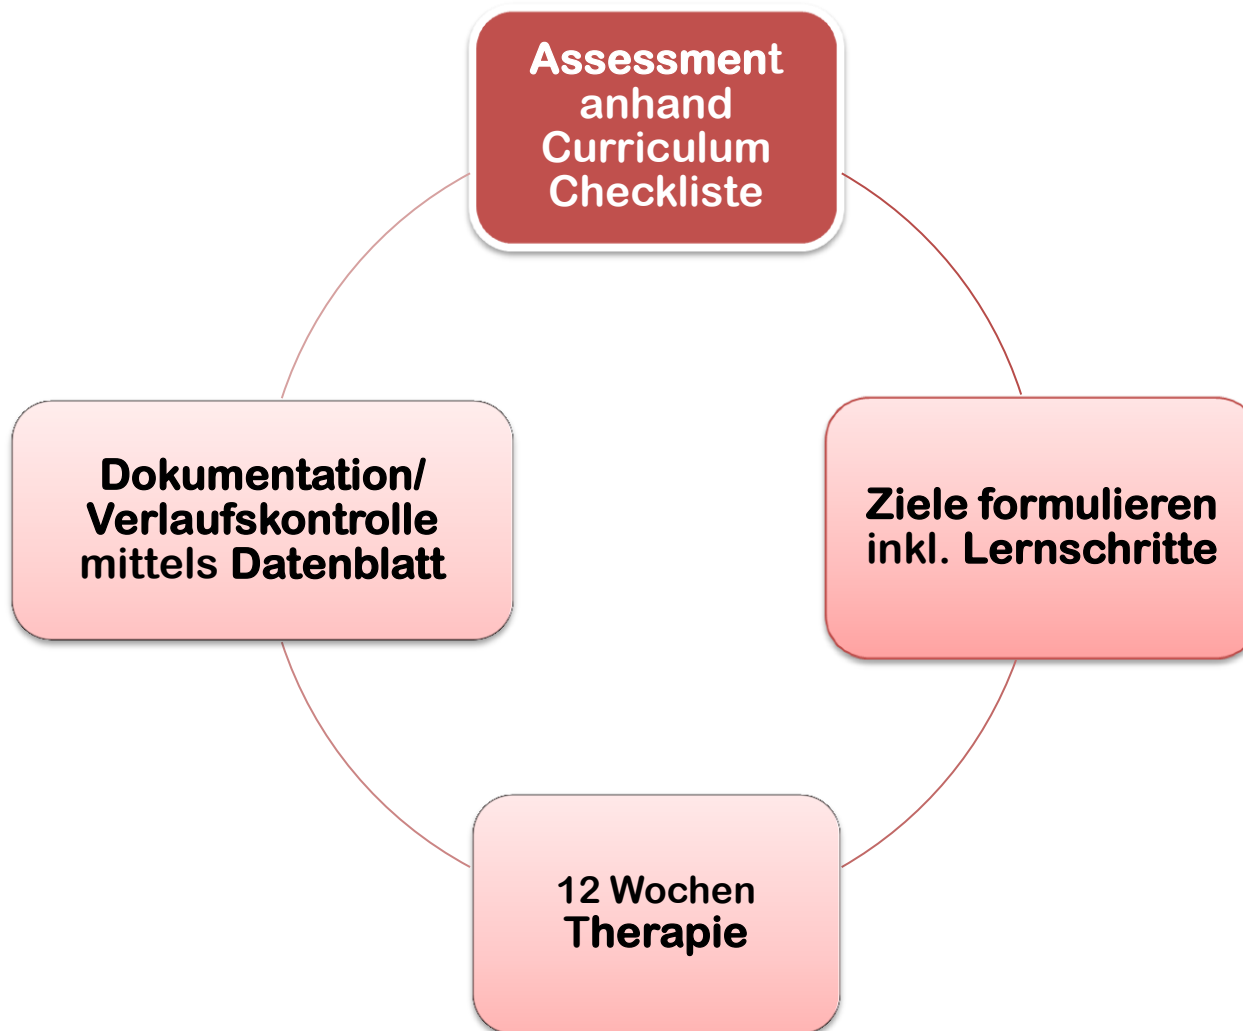 Assessment
anhand
Curriculum
Checkliste
Dokumentation/
Verlaufskontrolle
mittels Datenblatt
Ziele formulieren
inkl. Lernschritte
12 Wochen
Therapie